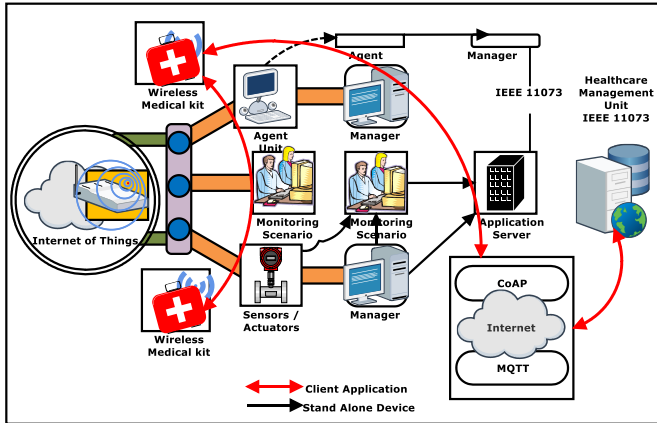 Agent
Manager
Wireless
Medical kit
IEEE 11073
Healthcare
Management
Unit
IEEE 11073
Agent
Unit
Manager
Internet of Things
Monitoring
Scenario
Monitoring
Scenario
Application
Server
Sensors /
Actuators
Manager
Wireless
Medical kit
CoAP
Internet
MQTT
Client Application
Stand Alone Device